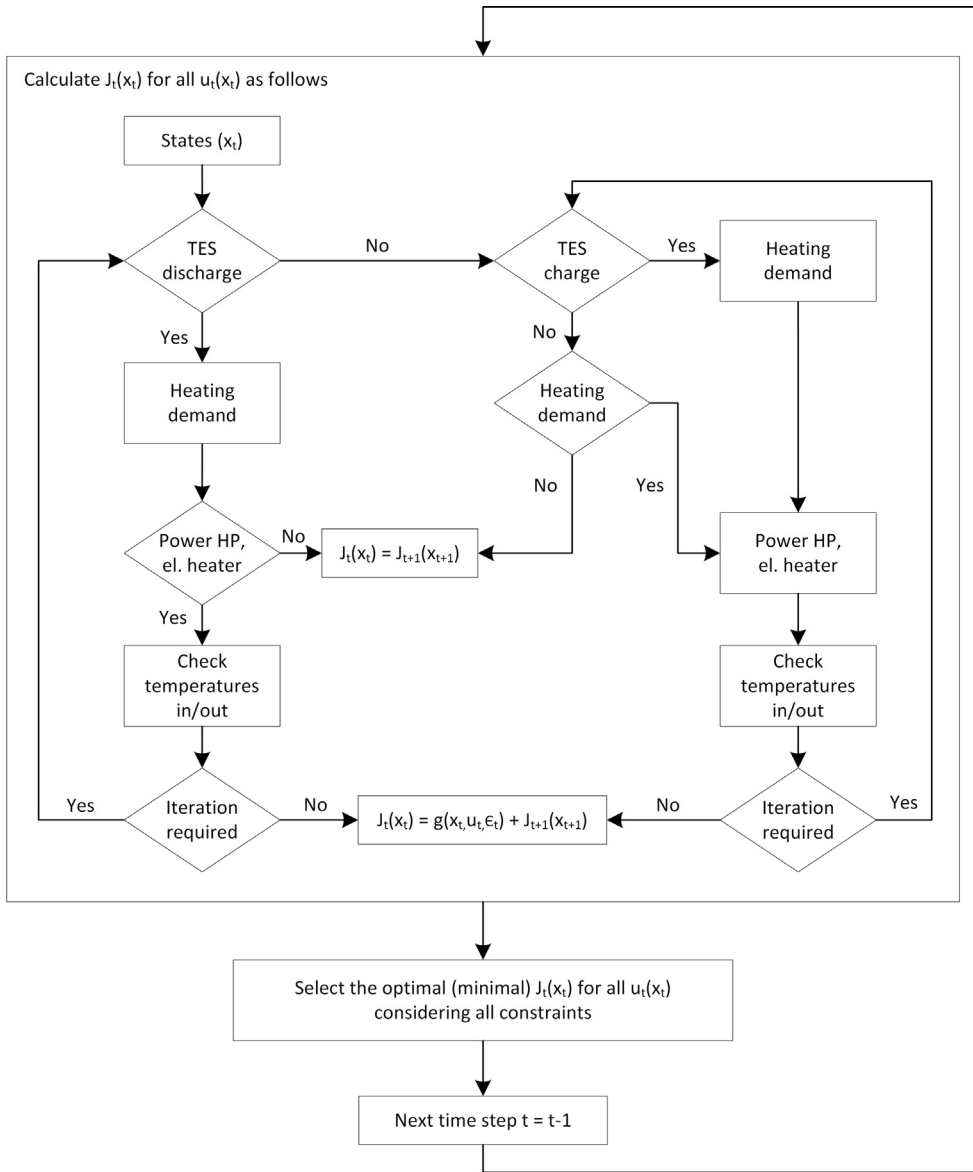 Calculate Jₜ(xₜ) for all uₜ(xₜ) as follows
States (xₜ)
TES
discharge
No
TES
charge
Yes
Heating
demand
Yes
No
Heating
demand
Heating
demand
No
Yes
Power HP,
el. heater
No
Jₜ(xₜ) = Jₜ₊₁(xₜ₊₁)
Power HP,
el. heater
Yes
Check
temperatures
in/out
Check
temperatures
in/out
Yes
Iteration
required
No
Jₜ(xₜ) = g(xₜ,uₜ,ϵₜ) + Jₜ₊₁(xₜ₊₁)
No
Iteration
required
Yes
Select the optimal (minimal) Jₜ(xₜ) for all uₜ(xₜ)
considering all constraints
Next time step t = t-1